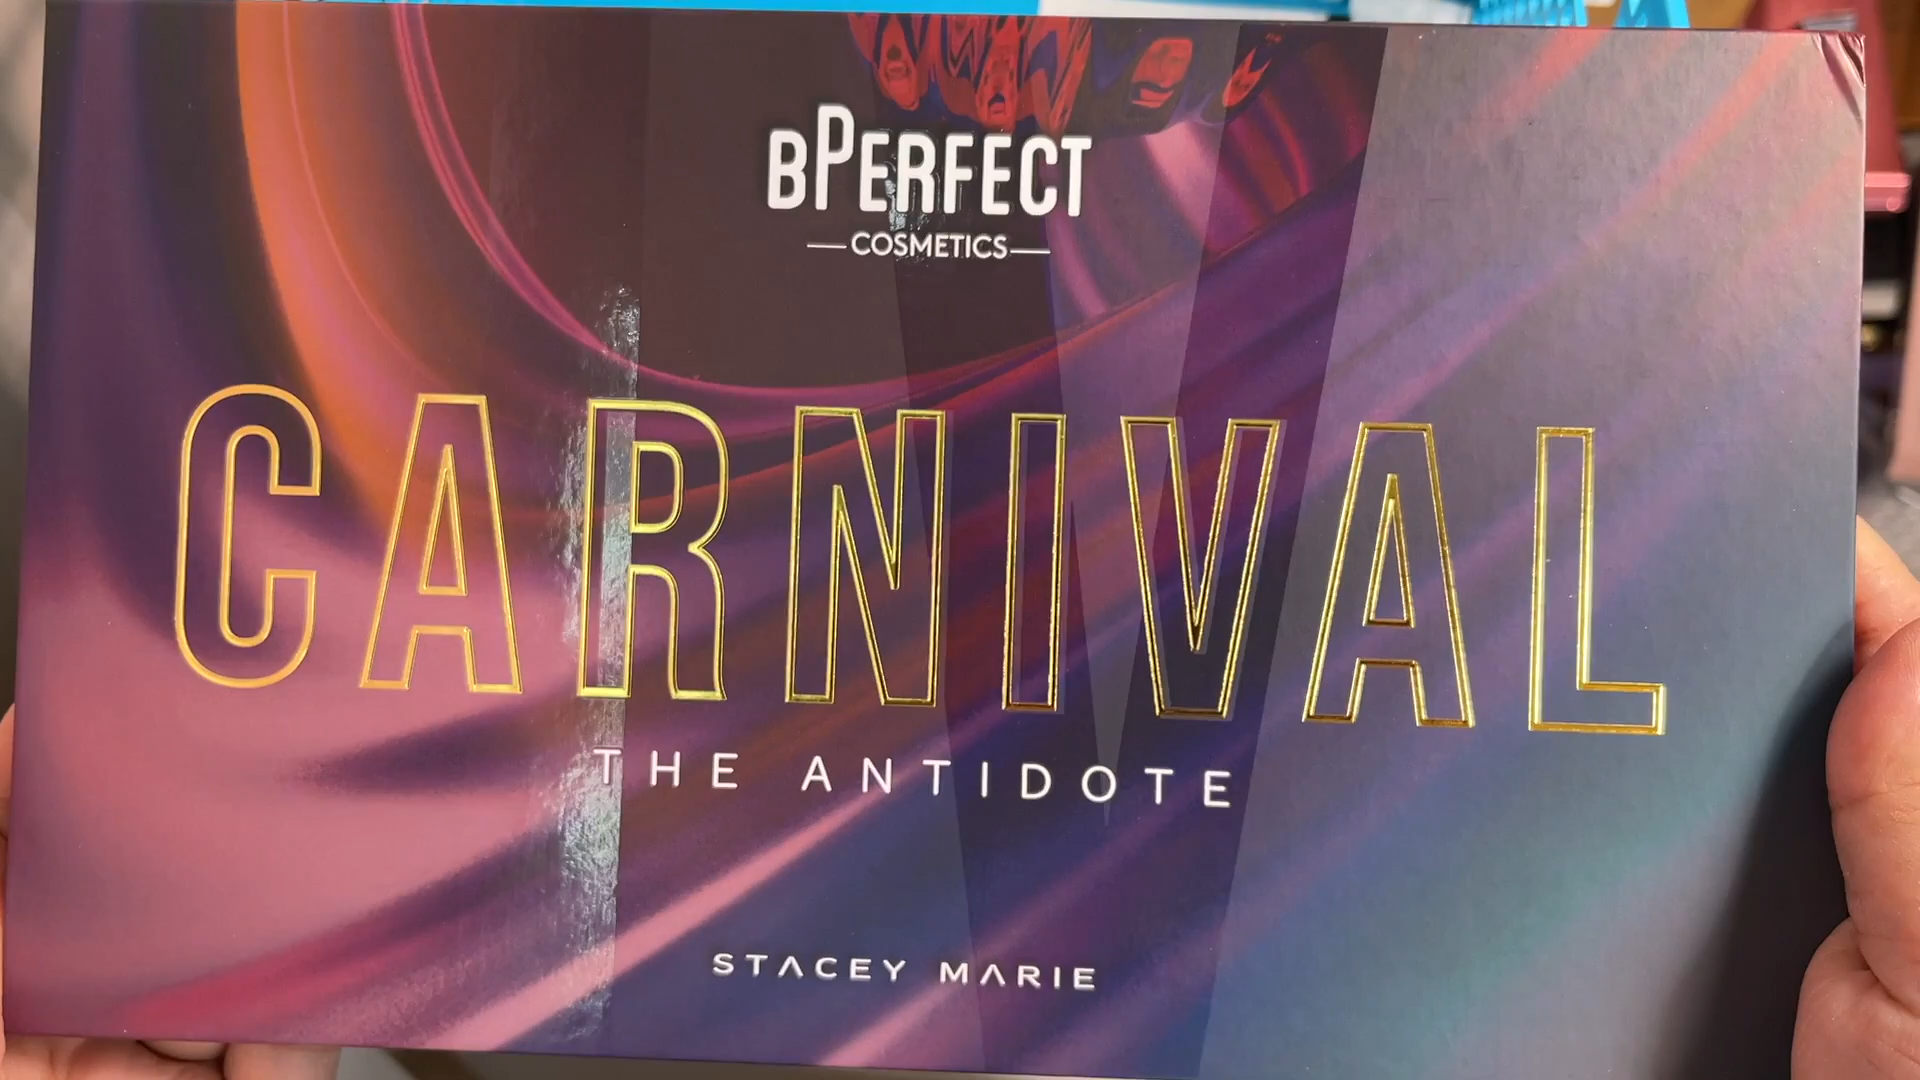 BPERFECT
COSMETICS
CARNIVAL
THE ANTIDOTE
STACEY MARIE